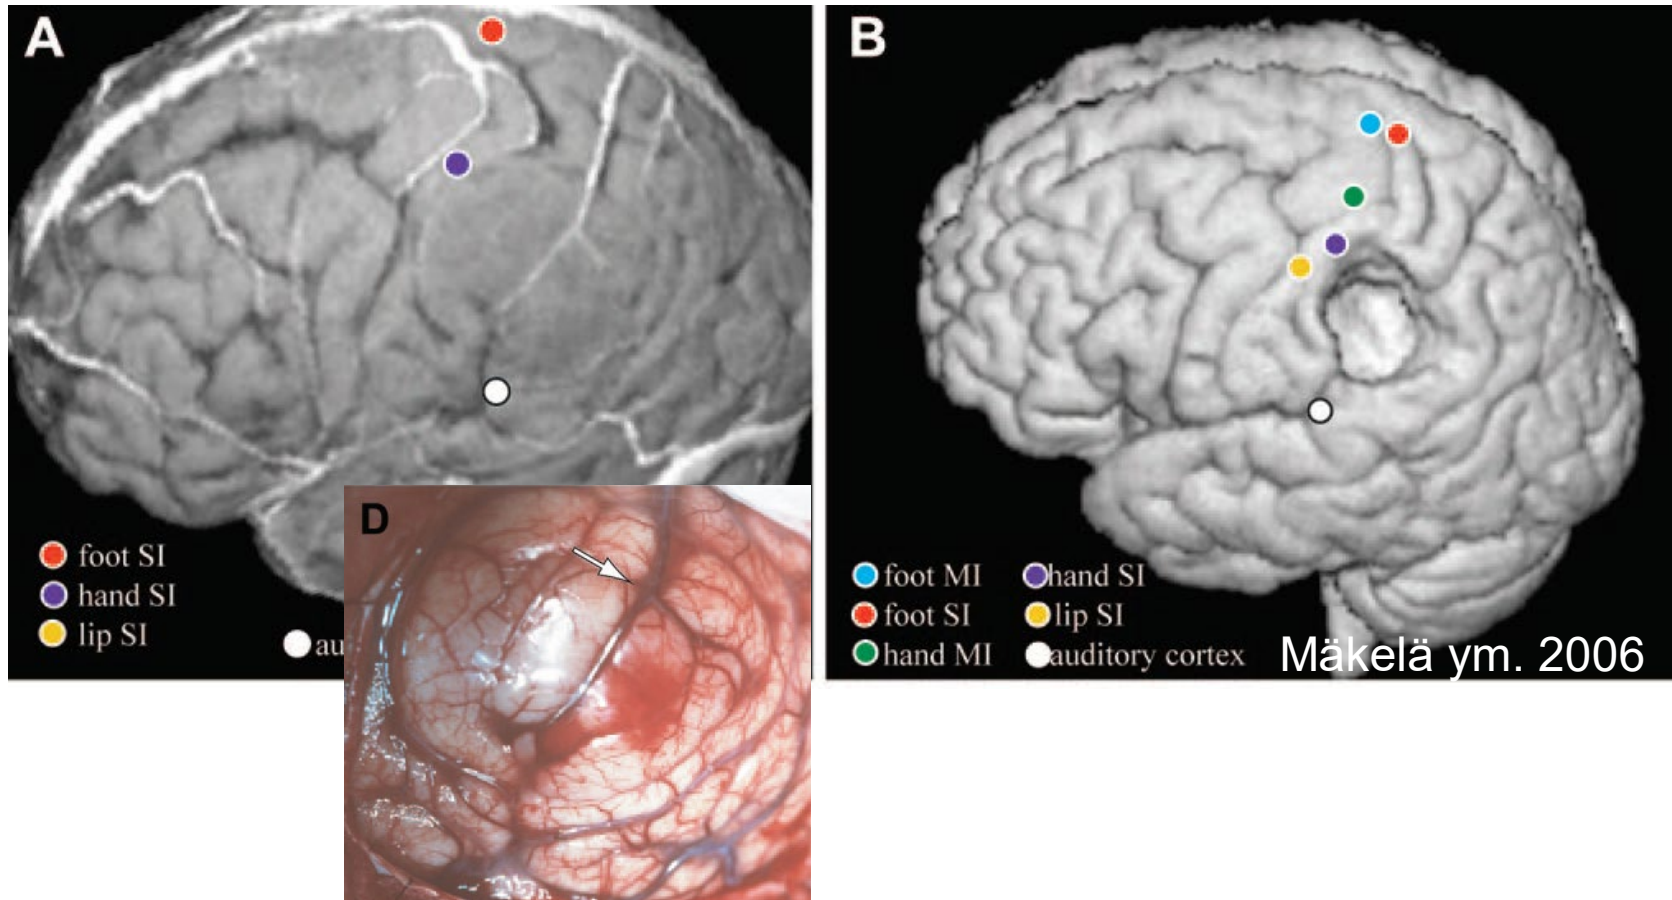 A
foot SI
hand SI
lip SI
au
D
B
foot MI
hand SI
foot SI
lip SI
hand MI
auditory cortex
Mäkelä ym. 2006